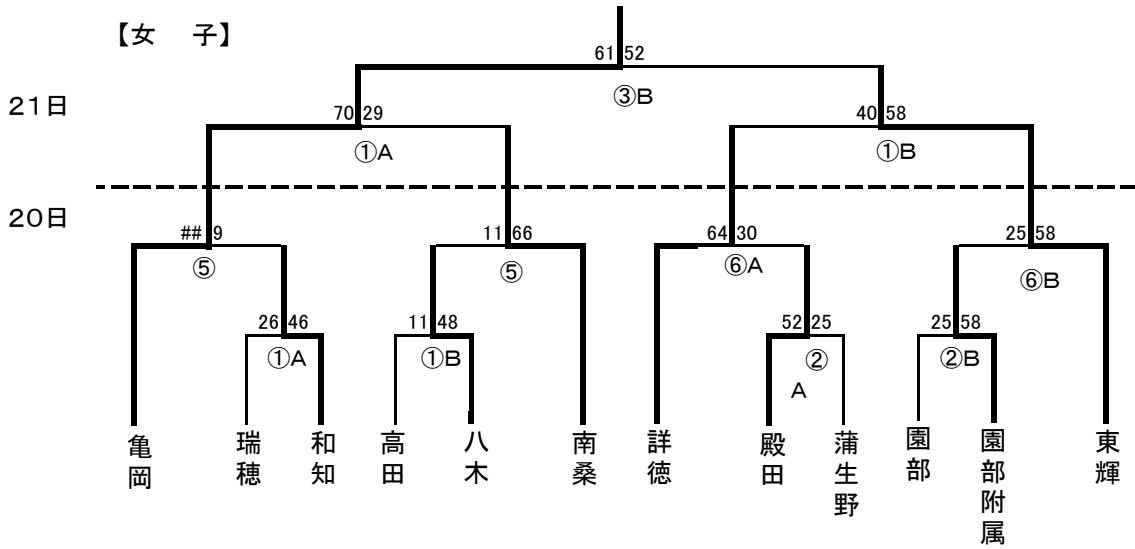 【女　子】
61 52
③B
21日
70 29
40 58
①A
①B
20日
## 9
11 66
64 30
25 58
⑤
⑤
⑥A
⑥B
26 46
11 48
52 25
25 58
①A
①B
②
A
②B
亀岡
瑞穂
和知
高田
八木
南桑
詳徳
殿田
蒲生野
園部
園部附属
東輝